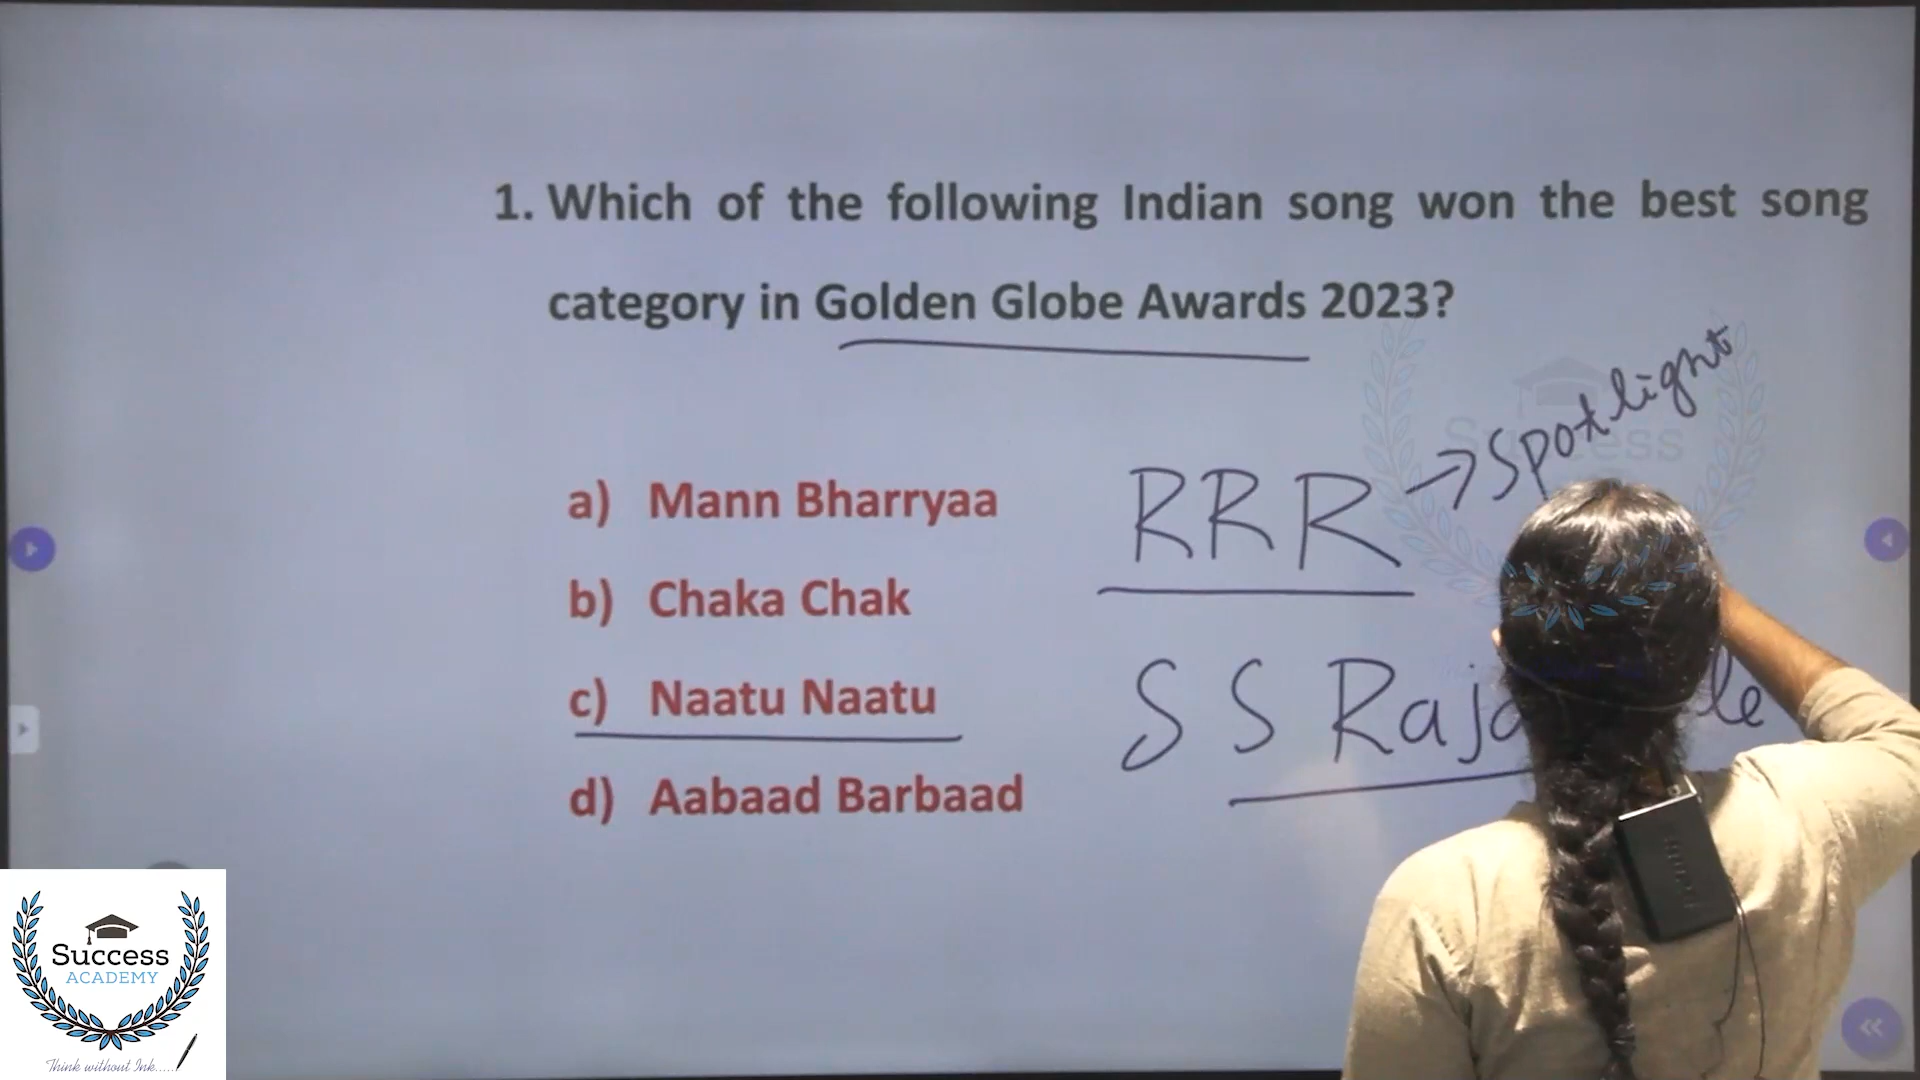 1. Which of the following Indian song won the best song
category in Golden Globe Awards 2023?
a) Mann Bharryaa
b) Chaka Chak
c) Naatu Naatu
d) Aabaad Barbaad
RRR → Spotlight
S S
Success
Success
ACADEMY
Think without Ink......